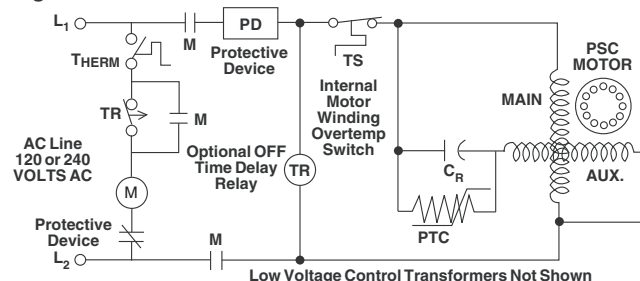 L1
M
PD
Protective
Device
TS
Internal
Motor
Winding
Overtemp
Switch
THERM
TR
M
AC Line
120 or 240
VOLTS AC
Optional OFF
Time Delay
Relay
TR
M
Protective
Device
L2
M
MAIN
PSC
MOTOR
CR
AUX.
PTC
Low Voltage Control Transformers Not Shown